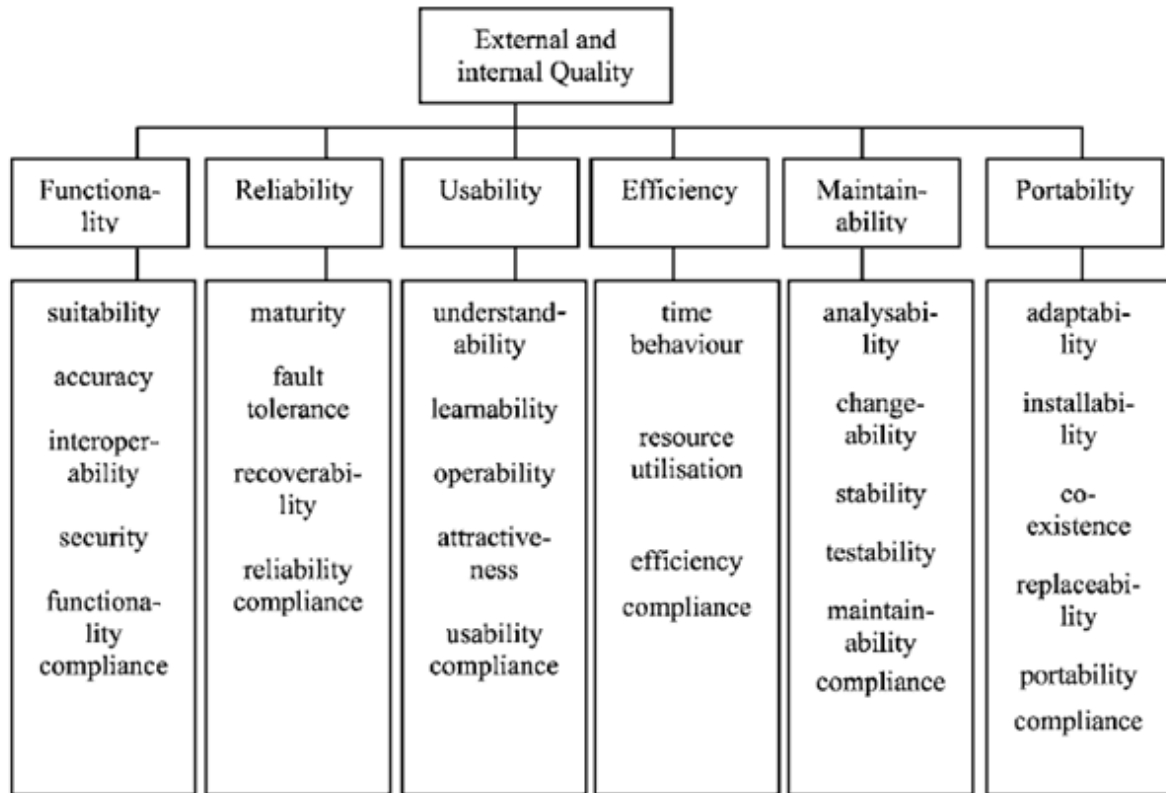 External and
internal Quality
Functiona-
lity
Reliability
Usability
Efficiency
Maintain-
ability
Portability
suitability
accuracy
interoper-
ability
security
functiona-
lity
compliance
maturity
fault
tolerance
recoverabi-
lity
reliability
compliance
understand-
ability
learnability
operability
attractive-
ness
usability
compliance
time
behaviour
resource
utilisation
efficiency
compliance
analysabi-
lity
change-
ability
stability
testability
maintain-
ability
compliance
adaptabi-
lity
installabi-
lity
co-
existence
replaceabi-
lity
portability
compliance